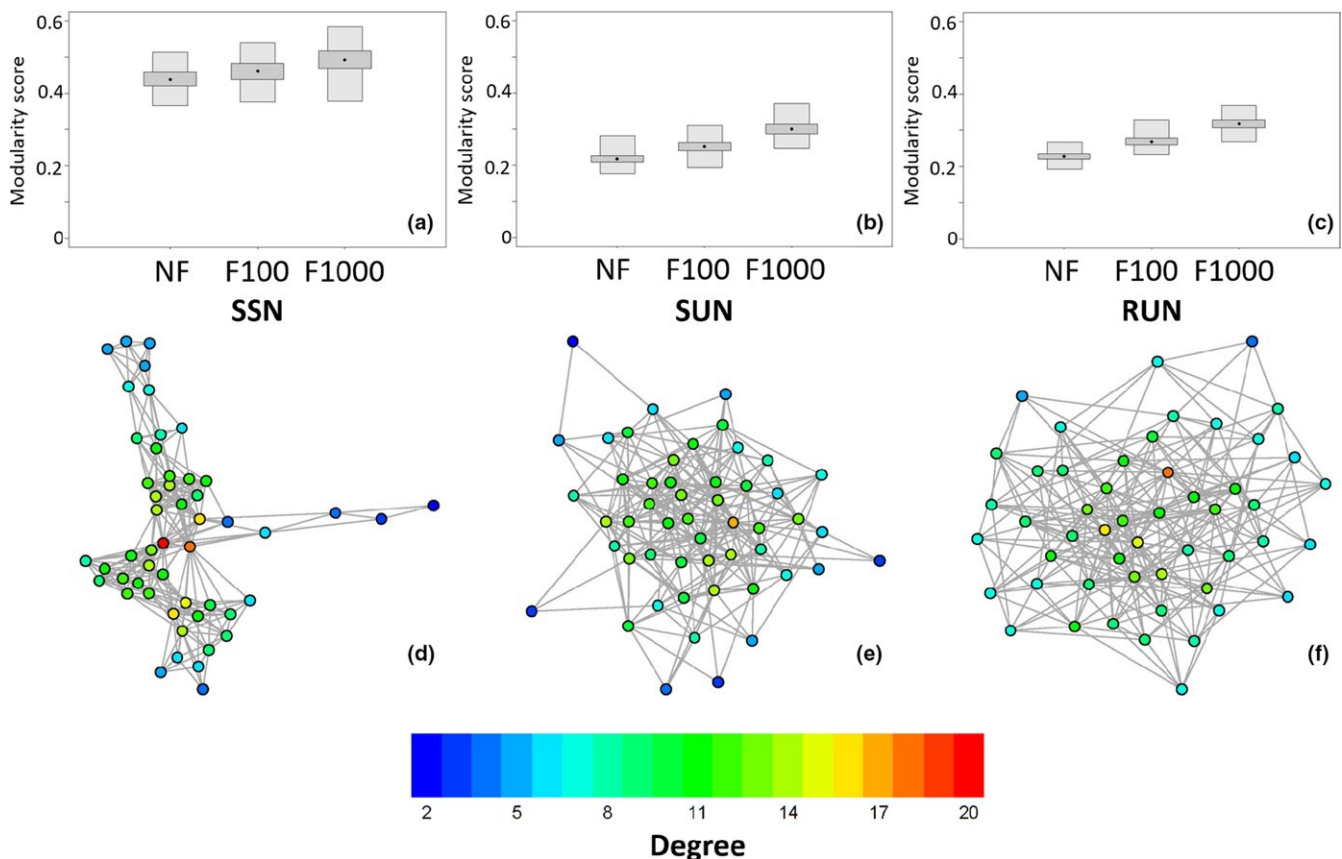 0.6
0.4
0.2
0
Modularity score
(a)
NF F100 F1000
SSN
0.6
0.4
0.2
0
Modularity score
(b)
NF F100 F1000
SUN
0.6
0.4
0.2
0
Modularity score
(c)
NF F100 F1000
RUN
(d)
(e)
(f)
2 5 8 11 14 17 20
Degree